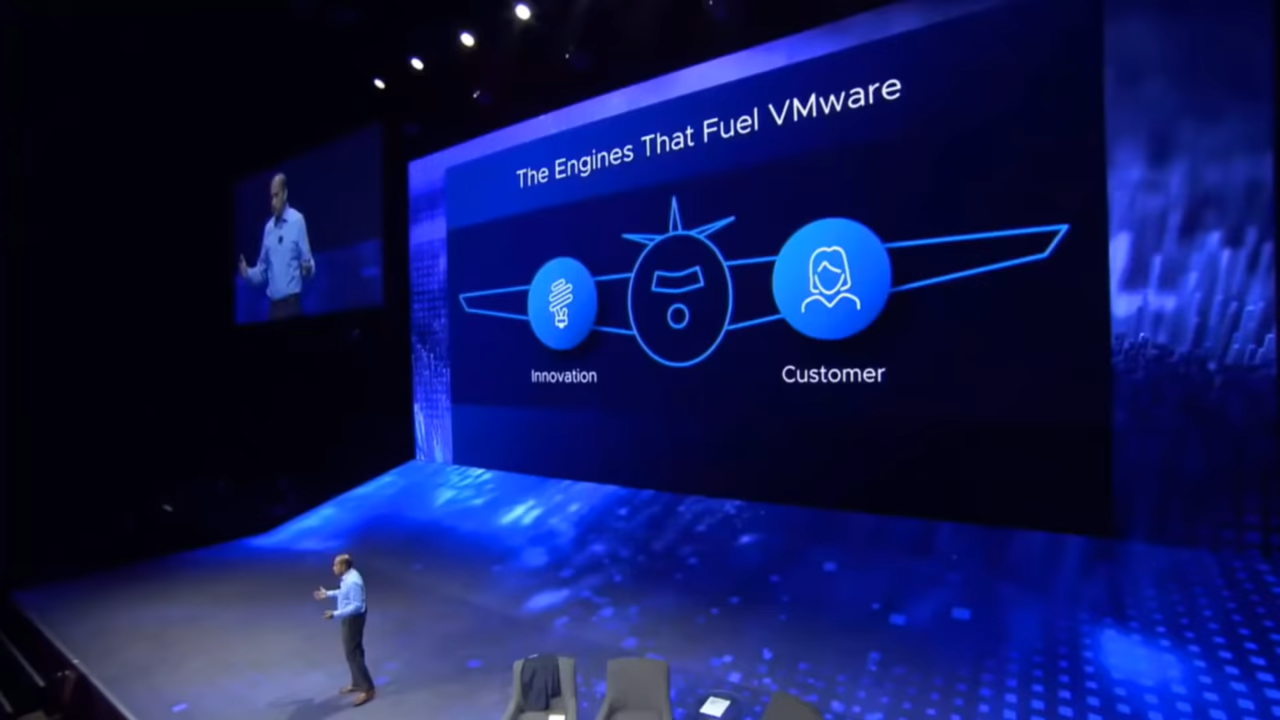 The Engines That Fuel VMware
Innovation
Customer